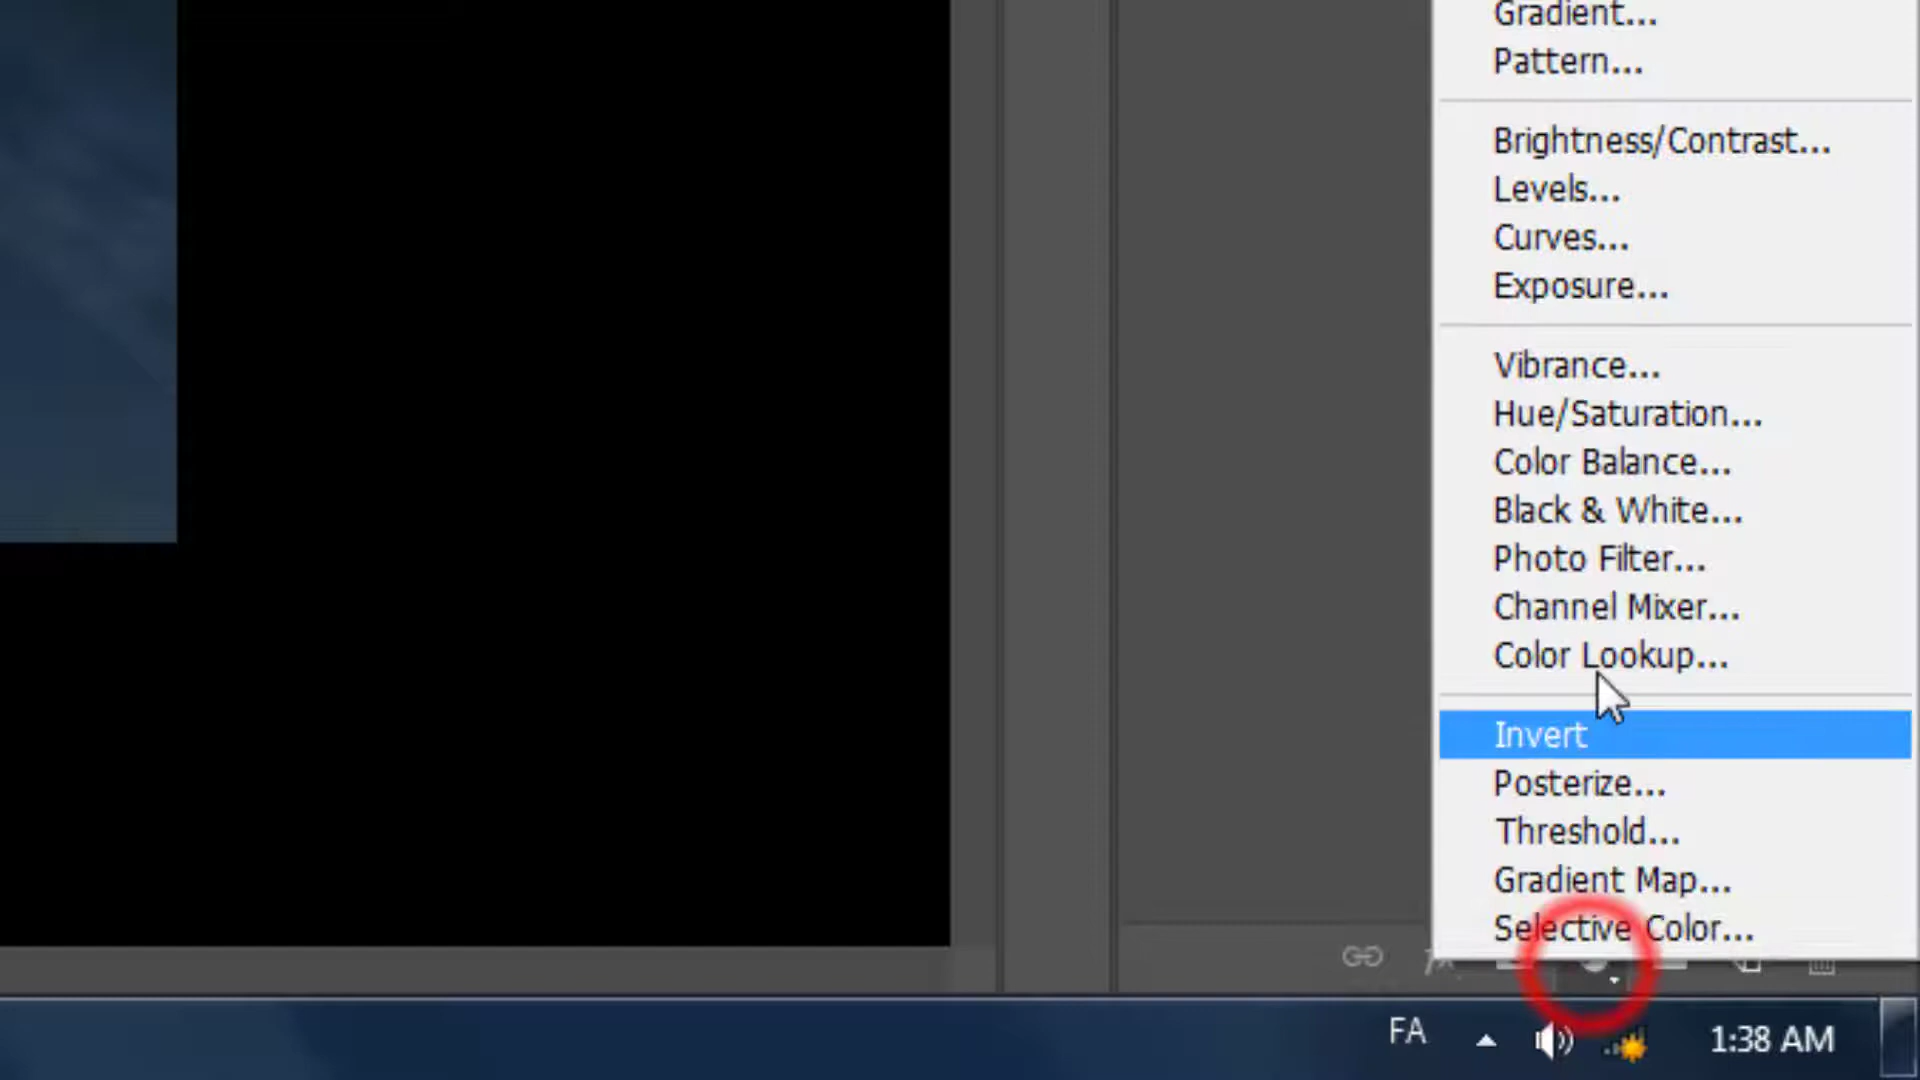 Gradient...
Pattern...
Brightness/Contrast...
Levels...
Curves...
Exposure...
Vibrance...
Hue/Saturation...
Color Balance...
Black & White...
Photo Filter...
Channel Mixer...
Color Lookup...
Invert
Posterize...
Threshold...
Gradient Map...
Selective Color...
FA
1:38 AM